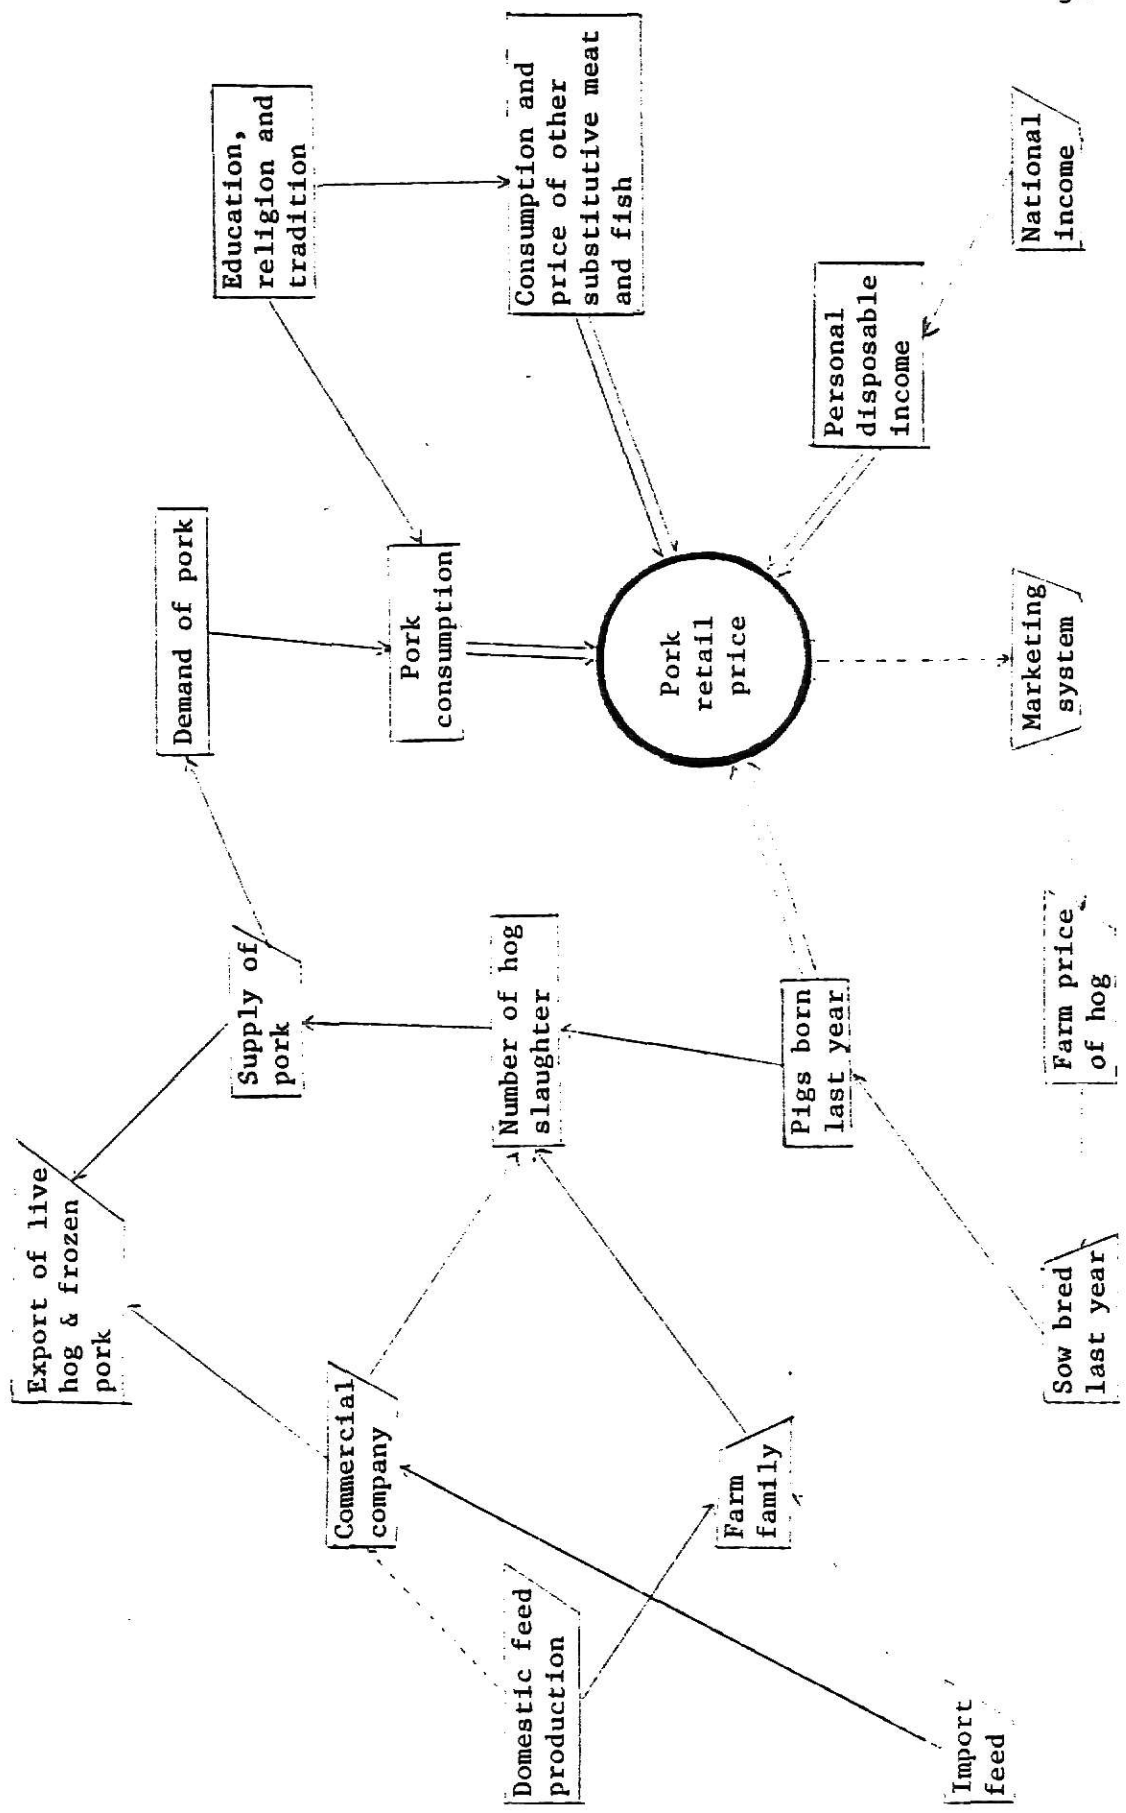 Export of live
hog & frozen
pork
Supply of
pork
Demand of pork
Education,
religion and
tradition
Commercial
company
Pork
consumption
Domestic feed
production
Number of hog
slaughter
Consumption and
price of other
substitutive meat
and fish
Farm
family
Pork
retail
price
Pigs born
last year
Personal
disposable
income
Import
feed
Sow bred
last year
Farm price
of hog
Marketing
system
National
income